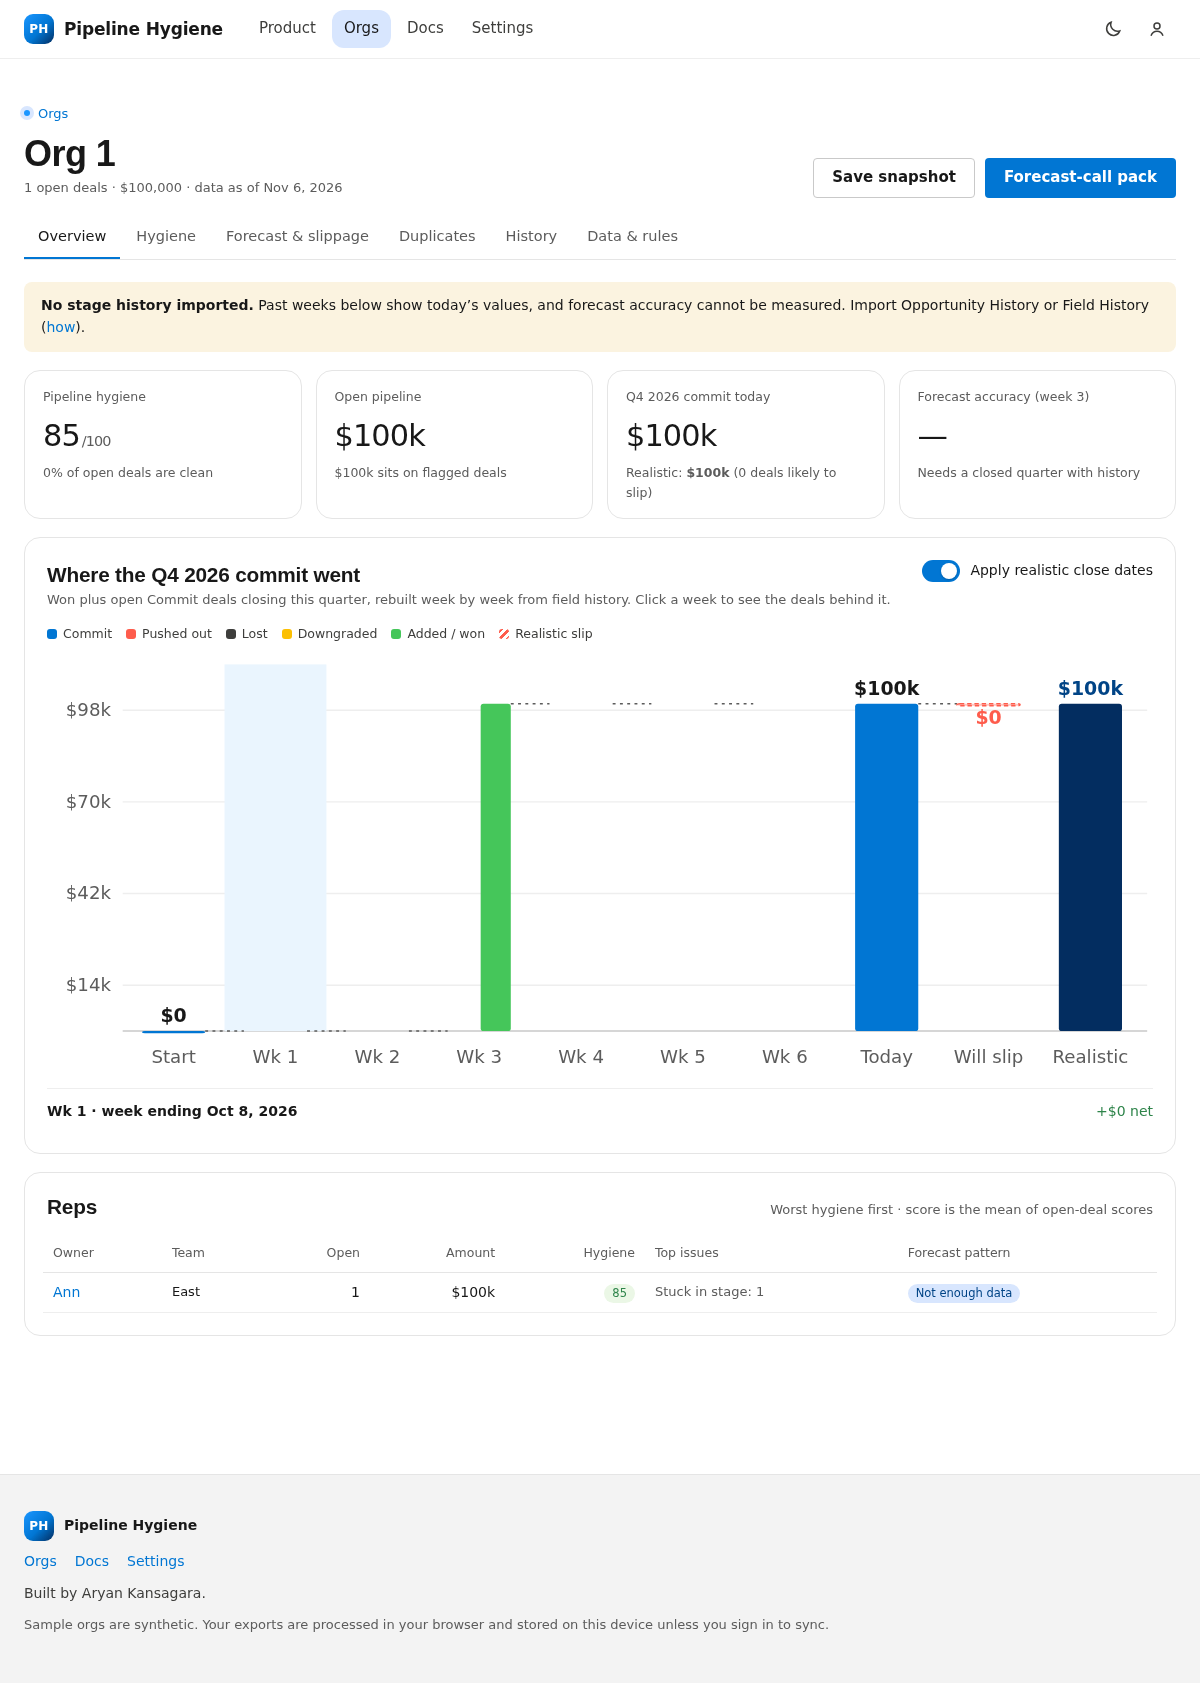 PH Pipeline Hygiene Product Orgs Docs Settings
Orgs
Org 1
1 open deals · $100,000 · data as of Nov 6, 2026
Save snapshot Forecast-call pack
Overview Hygiene Forecast & slippage Duplicates History Data & rules
No stage history imported. Past weeks below show today’s values, and forecast accuracy cannot be measured. Import Opportunity History or Field History
(how).
Pipeline hygiene
85/100
0% of open deals are clean
Open pipeline
$100k
$100k sits on flagged deals
Q4 2026 commit today
$100k
Realistic: $100k (0 deals likely to
slip)
Forecast accuracy (week 3)
—
Needs a closed quarter with history
Where the Q4 2026 commit went
Apply realistic close dates
Won plus open Commit deals closing this quarter, rebuilt week by week from field history. Click a week to see the deals behind it.
Commit Pushed out Lost Downgraded Added / won Realistic slip
$100k $100k
$98k
$0
$70k
$42k
$14k
$0
Start Wk 1 Wk 2 Wk 3 Wk 4 Wk 5 Wk 6 Today Will slip Realistic
Wk 1 · week ending Oct 8, 2026 +$0 net
Reps
Worst hygiene first · score is the mean of open-deal scores
Owner Team Open Amount Hygiene Top issues Forecast pattern
Ann East 1 $100k 85 Stuck in stage: 1 Not enough data
PH Pipeline Hygiene
Orgs Docs Settings
Built by Aryan Kansagara.
Sample orgs are synthetic. Your exports are processed in your browser and stored on this device unless you sign in to sync.